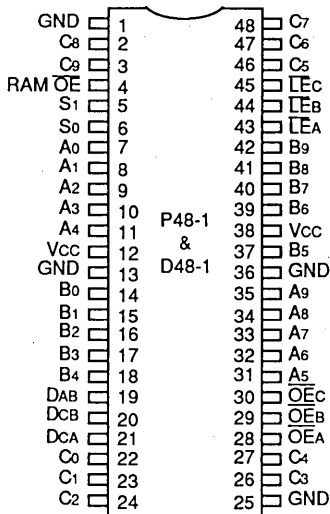 GND 1 48 C7
C8 2 47 C6
C9 3 46 C5
RAM OE 4 45 LEC
S1 5 44 LEB
S0 6 43 LEA
A0 7 42 B9
A1 8 41 B8
A2 9 40 B7
A3 10 39 B6
A4 11 P48-1 38 VCC
VCC 12 & 37 B5
GND 13 D48-1 36 GND
B0 14 35 A9
B1 15 34 A8
B2 16 33 A7
B3 17 32 A6
B4 18 31 A5
DAB 19 30 OEC
DCB 20 29 OEB
DCA 21 28 OEA
C0 22 27 C4
C1 23 26 C3
C2 24 25 GND